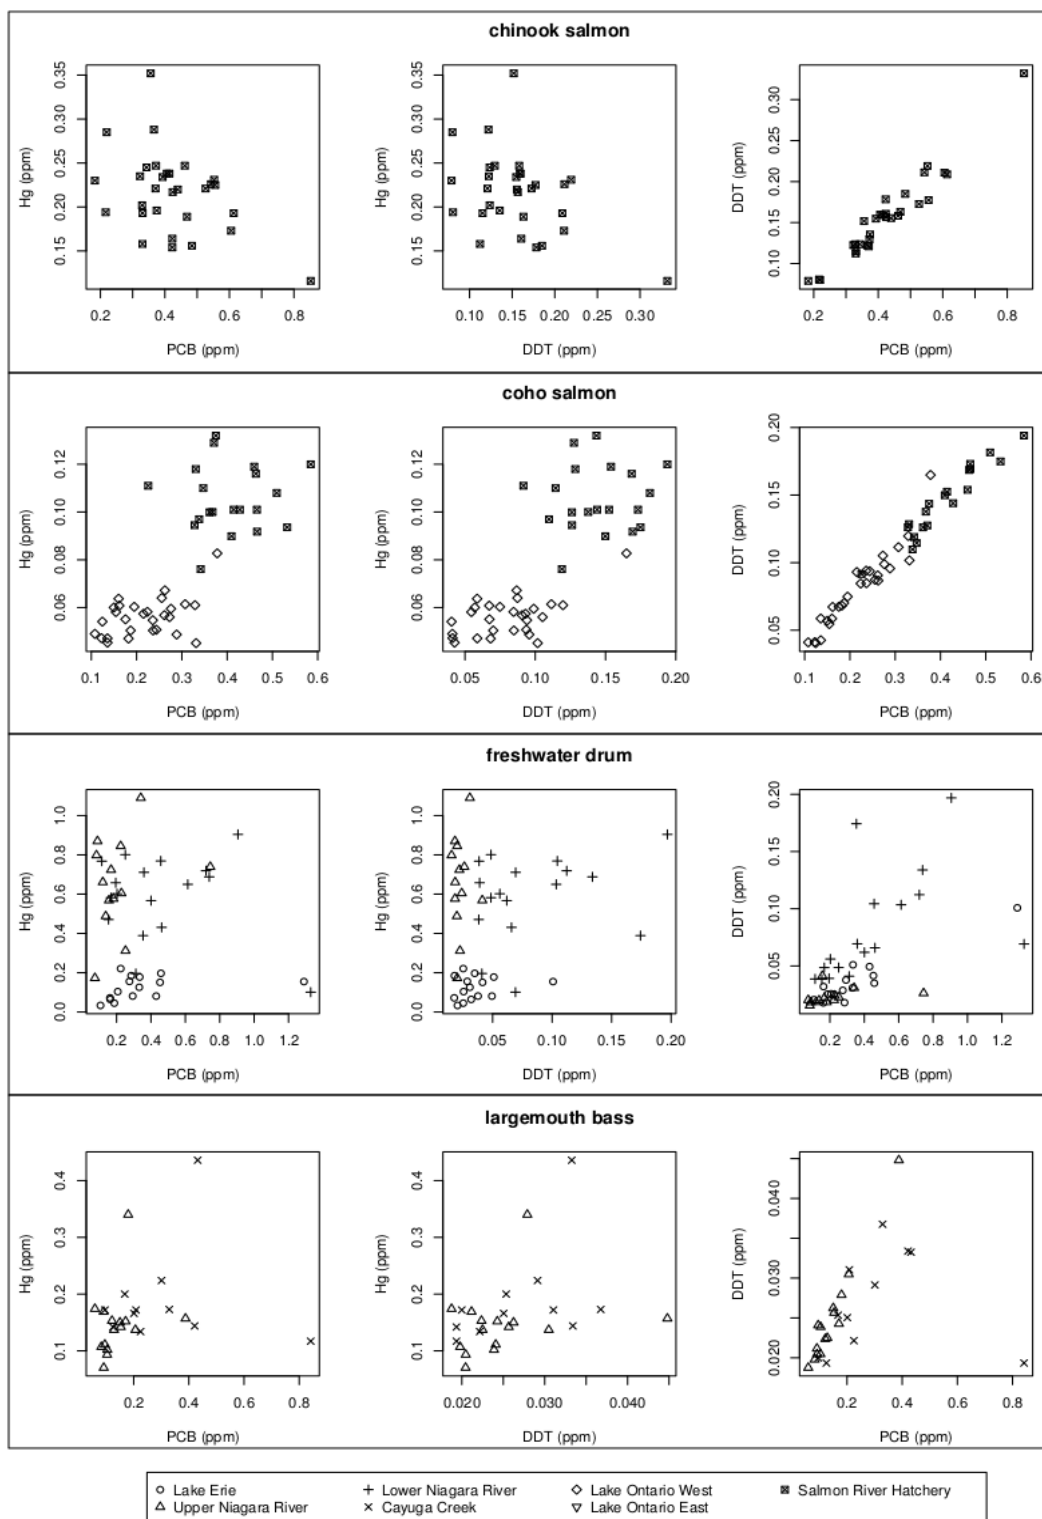 chinook salmon
Hg (ppm)
0.15 0.20 0.25 0.30 0.35
0.2 0.4 0.6 0.8
PCB (ppm)
Hg (ppm)
0.15 0.20 0.25 0.30 0.35
0.10 0.15 0.20 0.25 0.30
DDT (ppm)
DDT (ppm)
0.10 0.15 0.20 0.25 0.30
0.2 0.4 0.6 0.8
PCB (ppm)
coho salmon
Hg (ppm)
0.06 0.08 0.10 0.12
0.1 0.2 0.3 0.4 0.5 0.6
PCB (ppm)
Hg (ppm)
0.06 0.08 0.10 0.12
0.05 0.10 0.15 0.20
DDT (ppm)
DDT (ppm)
0.05 0.10 0.15 0.20
0.1 0.2 0.3 0.4 0.5 0.6
PCB (ppm)
freshwater drum
Hg (ppm)
0.0 0.2 0.4 0.6 0.8 1.0
0.2 0.4 0.6 0.8 1.0 1.2
PCB (ppm)
Hg (ppm)
0.0 0.2 0.4 0.6 0.8 1.0
0.05 0.10 0.15 0.20
DDT (ppm)
DDT (ppm)
0.05 0.10 0.15 0.20
0.2 0.4 0.6 0.8 1.0 1.2
PCB (ppm)
largemouth bass
Hg (ppm)
0.1 0.2 0.3 0.4
0.2 0.4 0.6 0.8
PCB (ppm)
Hg (ppm)
0.1 0.2 0.3 0.4
0.020 0.030 0.040
DDT (ppm)
DDT (ppm)
0.020 0.030 0.040
0.2 0.4 0.6 0.8
PCB (ppm)
Lake Erie Lower Niagara River Lake Ontario West Salmon River Hatchery
Upper Niagara River Cayuga Creek Lake Ontario East